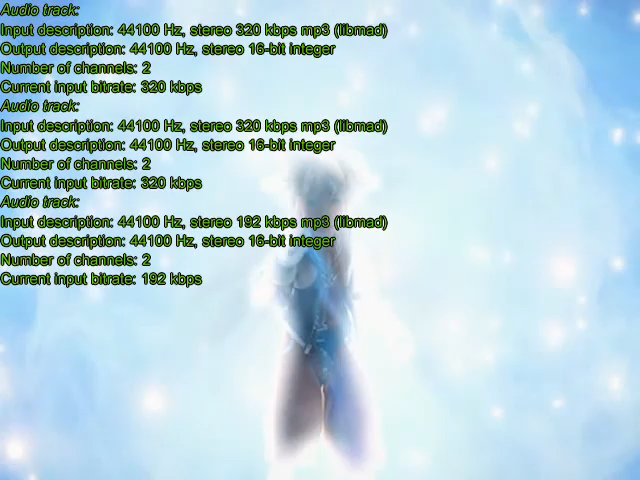 Audio track:
Input description: 44100 Hz, stereo 320 kbps mp3 (libmad)
Output description: 44100 Hz, stereo 16-bit integer
Number of channels: 2
Current input bitrate: 320 kbps
Audio track:
Input description: 44100 Hz, stereo 320 kbps mp3 (libmad)
Output description: 44100 Hz, stereo 16-bit integer
Number of channels: 2
Current input bitrate: 320 kbps
Audio track:
Input description: 44100 Hz, stereo 192 kbps mp3 (libmad)
Output description: 44100 Hz, stereo 16-bit integer
Number of channels: 2
Current input bitrate: 192 kbps